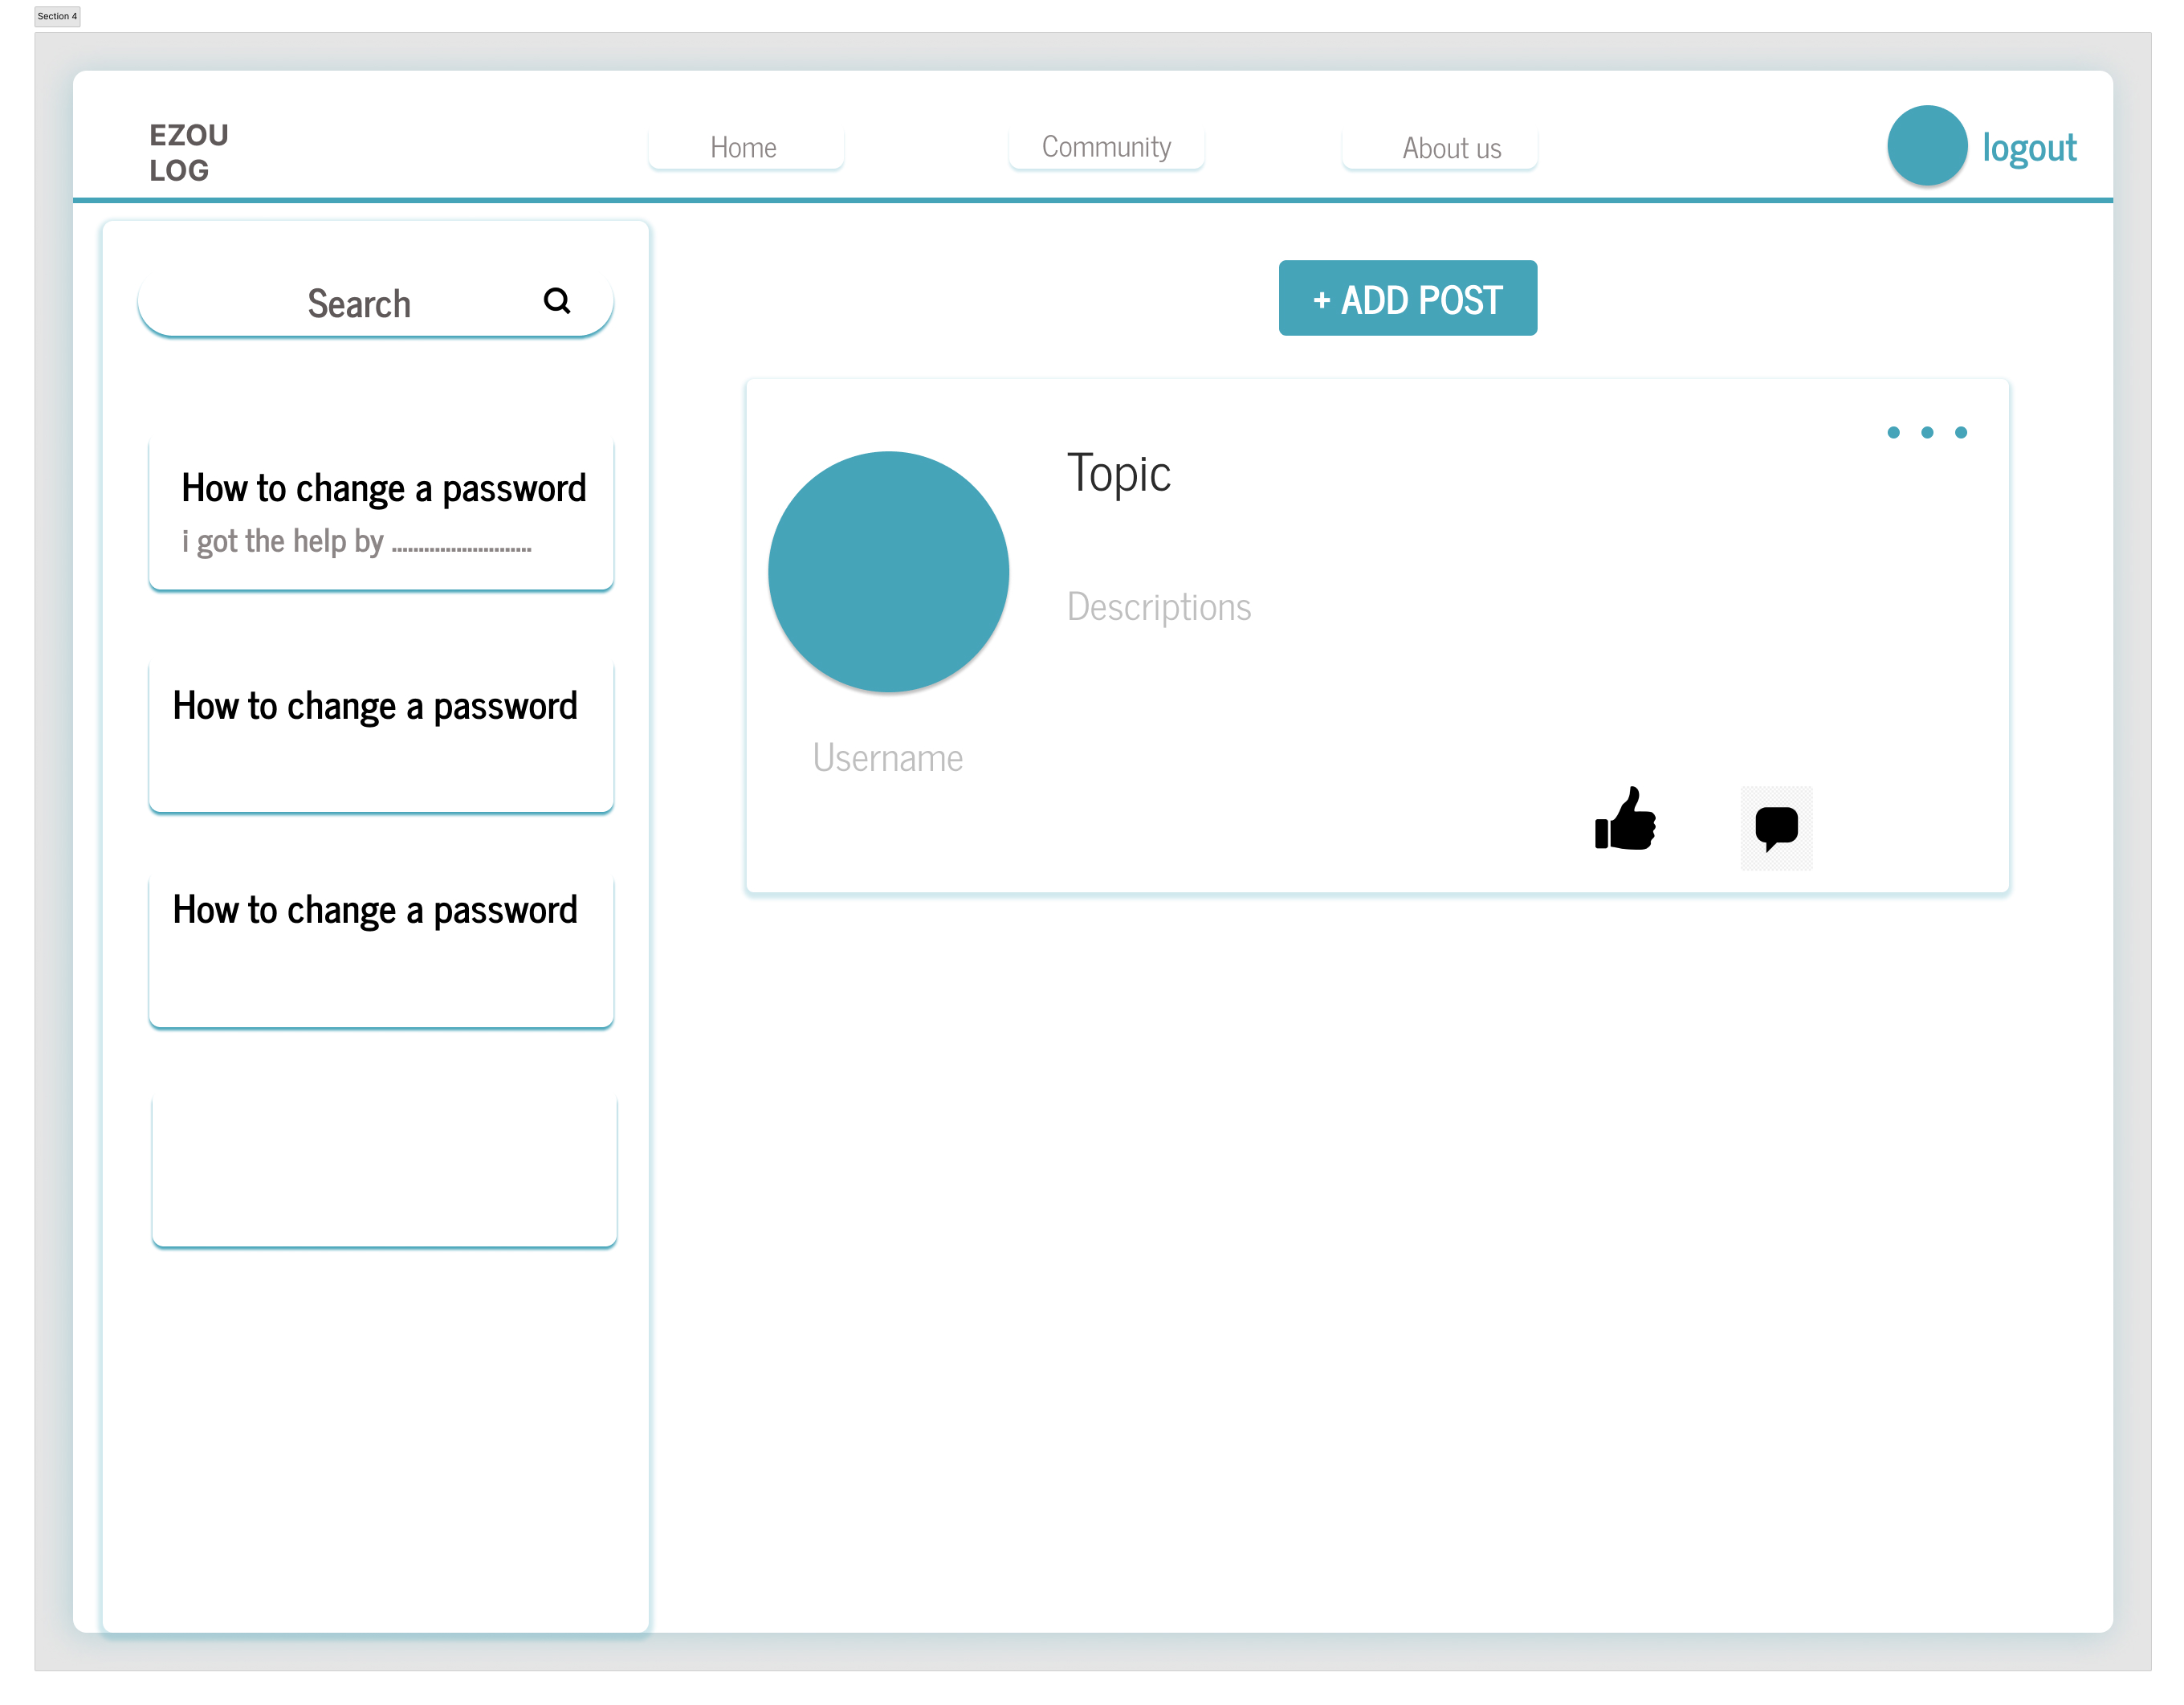 Section 4
EZOU
LOG
Home
Community
About us
logout
Search
+ ADD POST
How to change a password
i got the help by ..........................
How to change a password
How to change a password
Topic
Descriptions
Username